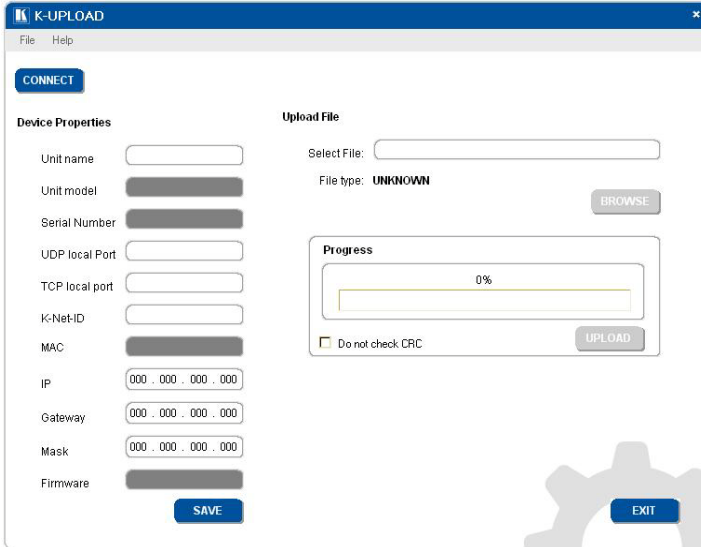 K-UPLOAD
File Help
CONNECT
Device Properties
Unit name
Unit model
Serial Number
UDP local Port
TCP local port
K-Net-ID
MAC
IP 000 . 000 . 000 . 000
Gateway 000 . 000 . 000 . 000
Mask 000 . 000 . 000 . 000
Firmware
SAVE
Upload File
Select File:
File type: UNKNOWN
BROWSE
Progress
0%
Do not check CRC
UPLOAD
EXIT